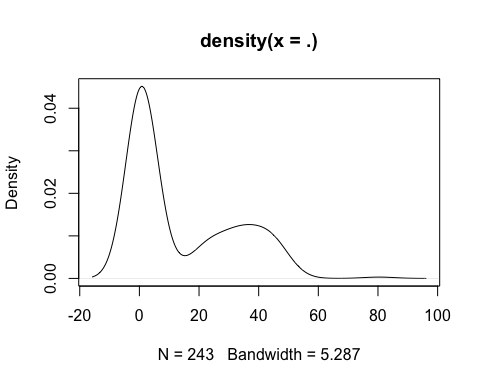 density(x = .)
Density
0.00
0.02
0.04
-20 0 20 40 60 80 100
N = 243 Bandwidth = 5.287